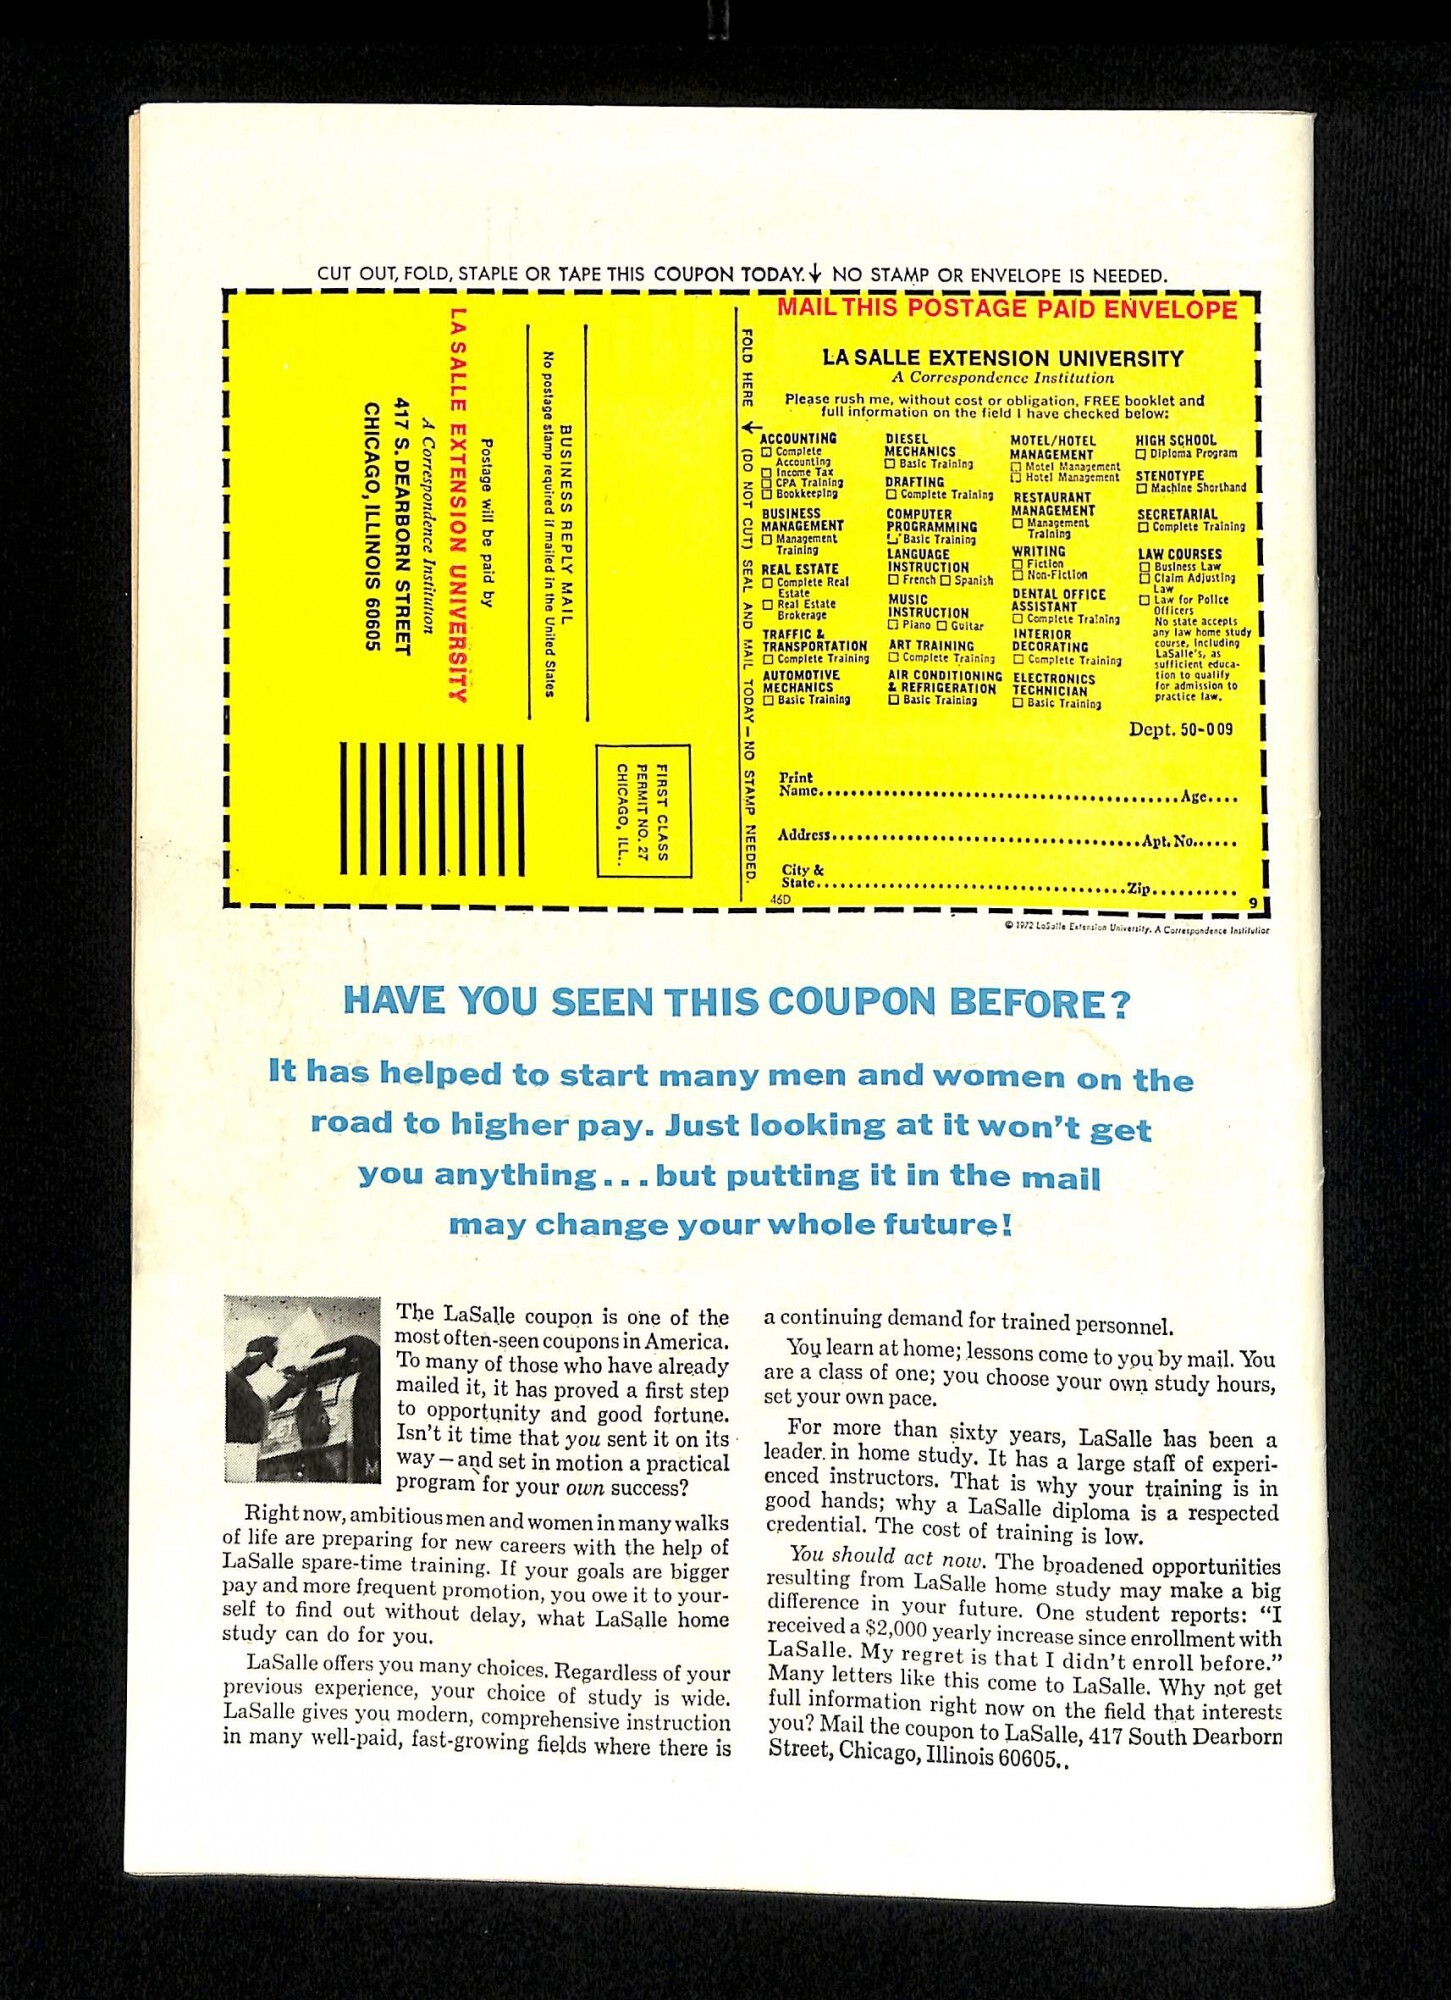 CUT OUT, FOLD, STAPLE OR TAPE THIS COUPON TODAY. ↓ NO STAMP OR ENVELOPE IS NEEDED.
FIRST CLASS
PERMIT NO. 27
CHICAGO, ILL..
BUSINESS REPLY MAIL
No postage stamp required if mailed in the United States
Postage will be paid by
LA SALLE EXTENSION UNIVERSITY
A Correspondence Institution
417 S. DEARBORN STREET
CHICAGO, ILLINOIS 60605
FOLD HERE ← (DO NOT CUT) SEAL AND MAIL TODAY — NO STAMP NEEDED.
MAIL THIS POSTAGE PAID ENVELOPE
LA SALLE EXTENSION UNIVERSITY
A Correspondence Institution
Please rush me, without cost or obligation, FREE booklet and
full information on the field I have checked below:
ACCOUNTING
☐ Complete
Accounting
☐ Income Tax
☐ CPA Training
☐ Bookkeeping
BUSINESS
MANAGEMENT
☐ Management
Training
REAL ESTATE
☐ Complete Real
Estate
☐ Real Estate
Brokerage
TRAFFIC &
TRANSPORTATION
☐ Complete Training
AUTOMOTIVE
MECHANICS
☐ Basic Training
DIESEL
MECHANICS
☐ Basic Training
DRAFTING
☐ Complete Training
COMPUTER
PROGRAMMING
☐ Basic Training
LANGUAGE
INSTRUCTION
☐ French ☐ Spanish
MUSIC
INSTRUCTION
☐ Piano ☐ Guitar
ART TRAINING
☐ Complete Training
AIR CONDITIONING
& REFRIGERATION
☐ Basic Training
MOTEL/HOTEL
MANAGEMENT
☐ Motel Management
☐ Hotel Management
RESTAURANT
MANAGEMENT
☐ Management
Training
WRITING
☐ Fiction
☐ Non-Fiction
DENTAL OFFICE
ASSISTANT
☐ Complete Training
INTERIOR
DECORATING
☐ Complete Training
ELECTRONICS
TECHNICIAN
☐ Basic Training
HIGH SCHOOL
☐ Diploma Program
STENOTYPE
☐ Machine Shorthand
SECRETARIAL
☐ Complete Training
LAW COURSES
☐ Business Law
☐ Claim Adjusting
Law
☐ Law for Police
Officers
No state accepts
any law home study
course, including
LaSalle's, as
sufficient educa-
tion to qualify
for admission to
practice law.
Dept. 50-009
Print
Name.......... Age....
Address.......... Apt. No......
City &
State.......... Zip..........
46D 9
© 1972 LaSalle Extension University. A Correspondence Institution
HAVE YOU SEEN THIS COUPON BEFORE?
It has helped to start many men and women on the
road to higher pay. Just looking at it won't get
you anything... but putting it in the mail
may change your whole future!
The LaSalle coupon is one of the
most often-seen coupons in America.
To many of those who have already
mailed it, it has proved a first step
to opportunity and good fortune.
Isn't it time that you sent it on its
way — and set in motion a practical
program for your own success?
Right now, ambitious men and women in many walks
of life are preparing for new careers with the help of
LaSalle spare-time training. If your goals are bigger
pay and more frequent promotion, you owe it to your-
self to find out without delay, what LaSalle home
study can do for you.
LaSalle offers you many choices. Regardless of your
previous experience, your choice of study is wide.
LaSalle gives you modern, comprehensive instruction
in many well-paid, fast-growing fields where there is
a continuing demand for trained personnel.
You learn at home; lessons come to you by mail. You
are a class of one; you choose your own study hours,
set your own pace.
For more than sixty years, LaSalle has been a
leader in home study. It has a large staff of experi-
enced instructors. That is why your training is in
good hands; why a LaSalle diploma is a respected
credential. The cost of training is low.
You should act now. The broadened opportunities
resulting from LaSalle home study may make a big
difference in your future. One student reports: "I
received a $2,000 yearly increase since enrollment with
LaSalle. My regret is that I didn't enroll before."
Many letters like this come to LaSalle. Why not get
full information right now on the field that interests
you? Mail the coupon to LaSalle, 417 South Dearborn
Street, Chicago, Illinois 60605..